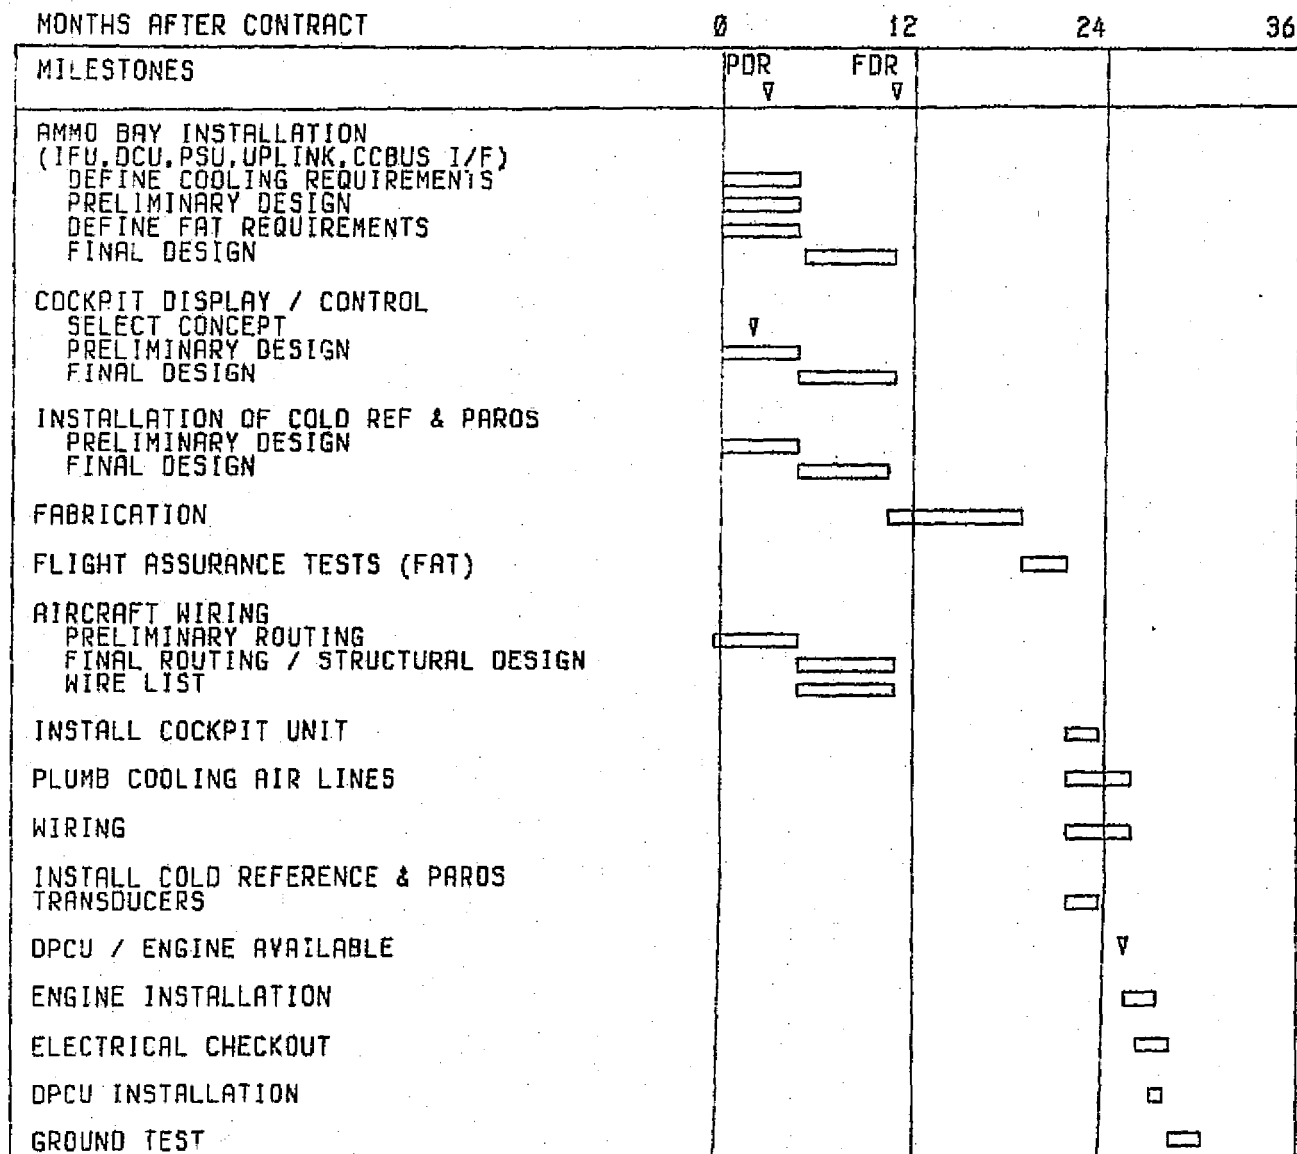 MONTHS AFTER CONTRACT 0 12 24 36
MILESTONES PDR FDR
AMMO BAY INSTALLATION
(IFU,DCU,PSU,UPLINK,CCBUS I/F)
DEFINE COOLING REQUIREMENTS
PRELIMINARY DESIGN
DEFINE FAT REQUIREMENTS
FINAL DESIGN
COCKPIT DISPLAY / CONTROL
SELECT CONCEPT
PRELIMINARY DESIGN
FINAL DESIGN
INSTALLATION OF COLD REF & PAROS
PRELIMINARY DESIGN
FINAL DESIGN
FABRICATION
FLIGHT ASSURANCE TESTS (FAT)
AIRCRAFT WIRING
PRELIMINARY ROUTING
FINAL ROUTING / STRUCTURAL DESIGN
WIRE LIST
INSTALL COCKPIT UNIT
PLUMB COOLING AIR LINES
WIRING
INSTALL COLD REFERENCE & PAROS
TRANSDUCERS
DPCU / ENGINE AVAILABLE
ENGINE INSTALLATION
ELECTRICAL CHECKOUT
DPCU INSTALLATION
GROUND TEST